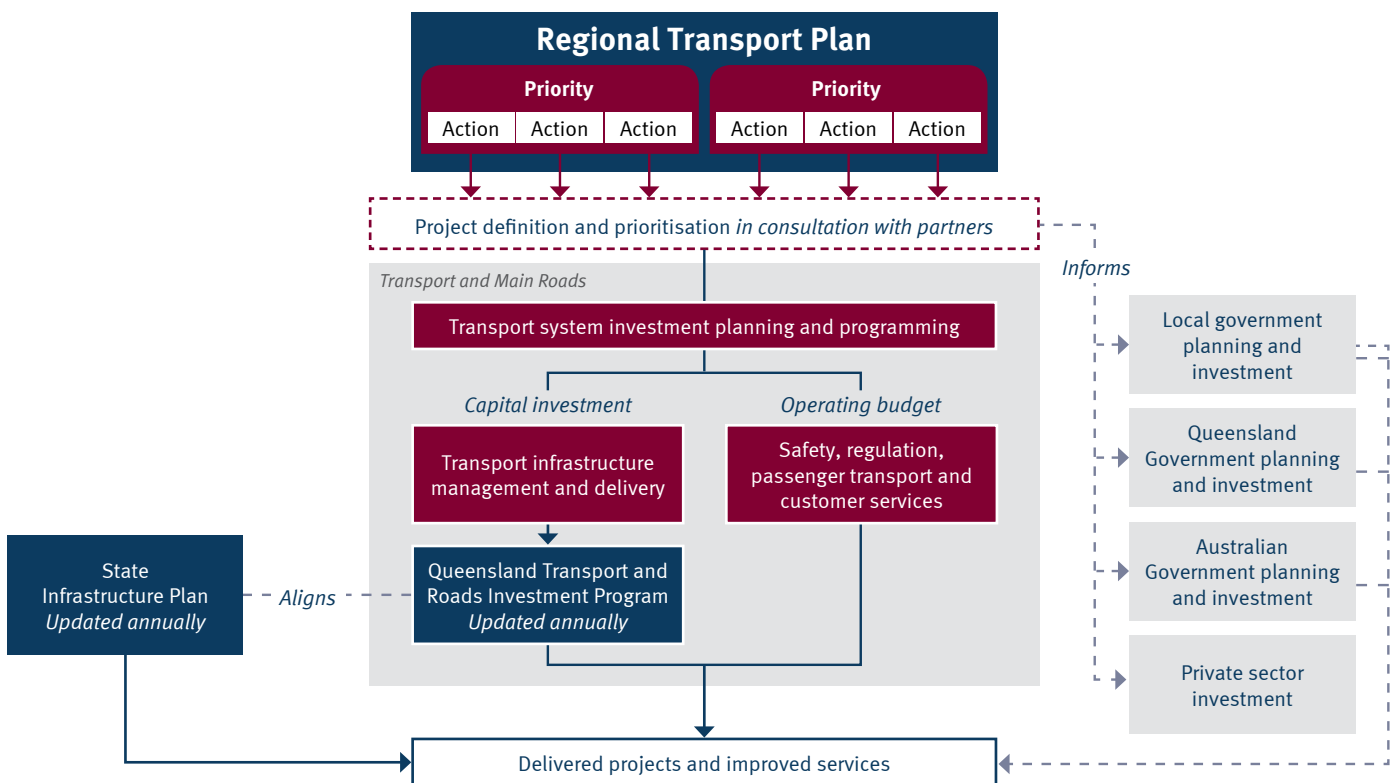 Regional Transport Plan
Priority
Priority
Action
Action
Action
Action
Action
Action
Project definition and prioritisation in consultation with partners
Informs
Transport and Main Roads
Transport system investment planning and programming
Capital investment
Operating budget
Transport infrastructure
management and delivery
Safety, regulation,
passenger transport and
customer services
Queensland Transport and
Roads Investment Program
Updated annually
State
Infrastructure Plan
Updated annually
Aligns
Local government
planning and
investment
Queensland
Government planning
and investment
Australian
Government planning
and investment
Private sector
investment
Delivered projects and improved services